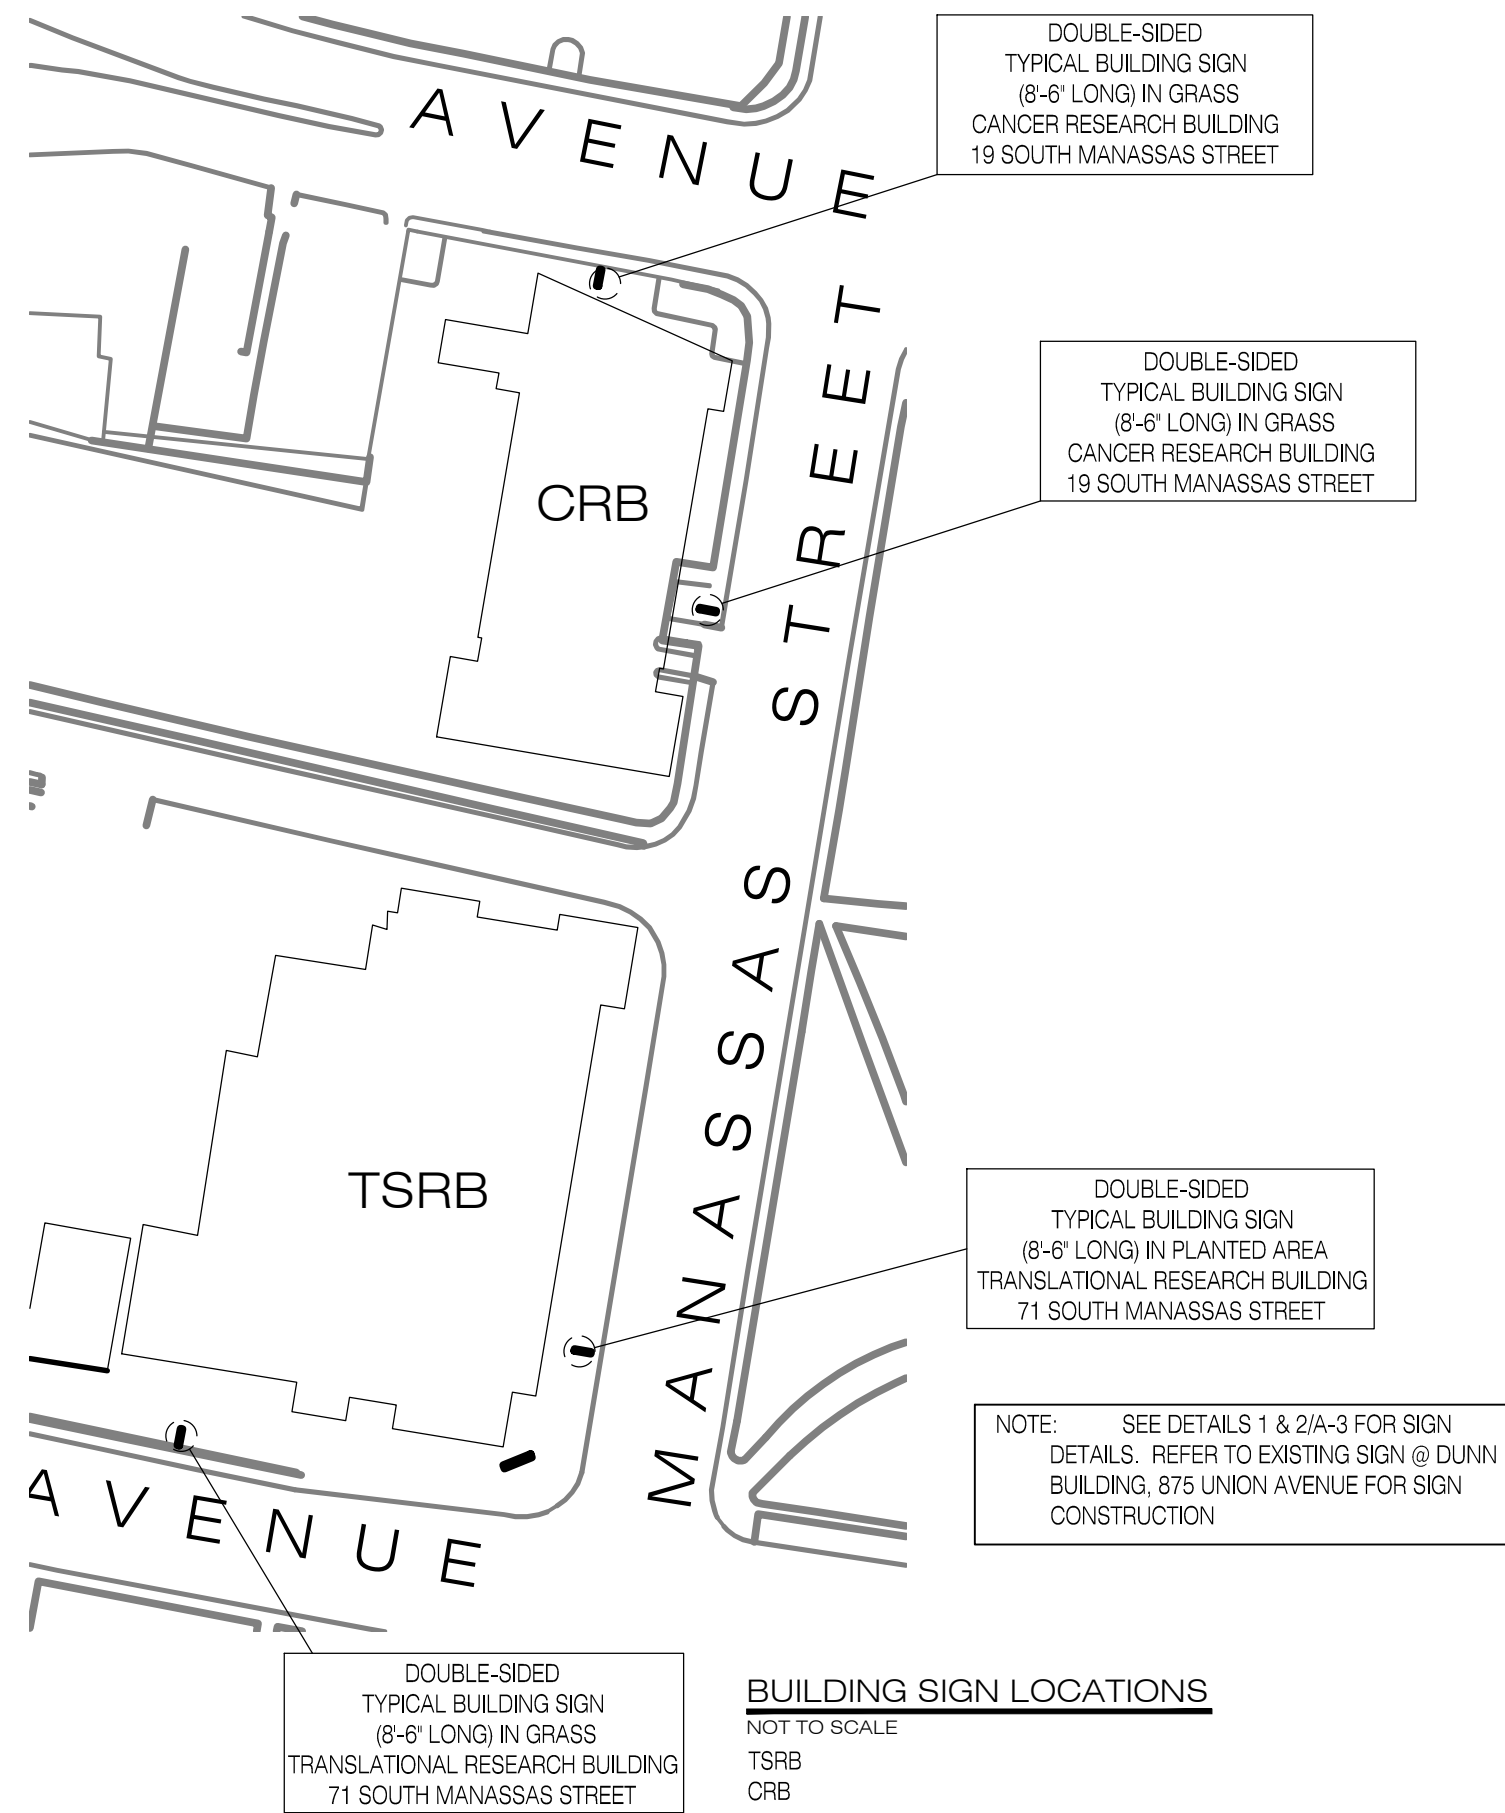 DOUBLE-SIDED
TYPICAL BUILDING SIGN
(8'-6" LONG) IN GRASS
CANCER RESEARCH BUILDING
19 SOUTH MANASSAS STREET
AVENUE
DOUBLE-SIDED
TYPICAL BUILDING SIGN
(8'-6" LONG) IN GRASS
CANCER RESEARCH BUILDING
19 SOUTH MANASSAS STREET
CRB
MANASSAS STREET
TSRB
DOUBLE-SIDED
TYPICAL BUILDING SIGN
(8'-6" LONG) IN PLANTED AREA
TRANSLATIONAL RESEARCH BUILDING
71 SOUTH MANASSAS STREET
NOTE: SEE DETAILS 1 & 2/A-3 FOR SIGN
DETAILS. REFER TO EXISTING SIGN @ DUNN
BUILDING, 875 UNION AVENUE FOR SIGN
CONSTRUCTION
AVENUE
DOUBLE-SIDED
TYPICAL BUILDING SIGN
(8'-6" LONG) IN GRASS
TRANSLATIONAL RESEARCH BUILDING
71 SOUTH MANASSAS STREET
BUILDING SIGN LOCATIONS
NOT TO SCALE
TSRB
CRB